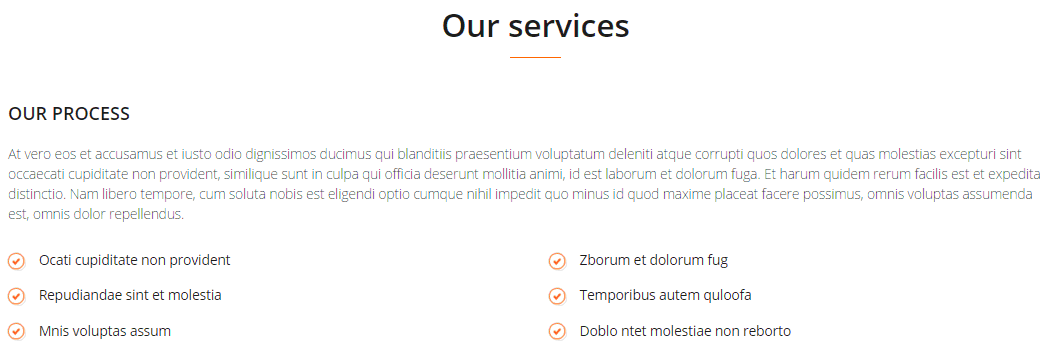 Our services
OUR PROCESS
At vero eos et accusamus et iusto odio dignissimos ducimus qui blanditiis praesentium voluptatum deleniti atque corrupti quos dolores et quas molestias excepturi sint
occaecati cupiditate non provident, similique sunt in culpa qui officia deserunt mollitia animi, id est laborum et dolorum fuga. Et harum quidem rerum facilis est et expedita
distinctio. Nam libero tempore, cum soluta nobis est eligendi optio cumque nihil impedit quo minus id quod maxime placeat facere possimus, omnis voluptas assumenda
est, omnis dolor repellendus.
Ocati cupiditate non provident
Repudiandae sint et molestia
Mnis voluptas assum
Zborum et dolorum fug
Temporibus autem quloofa
Doblo ntet molestiae non reborto